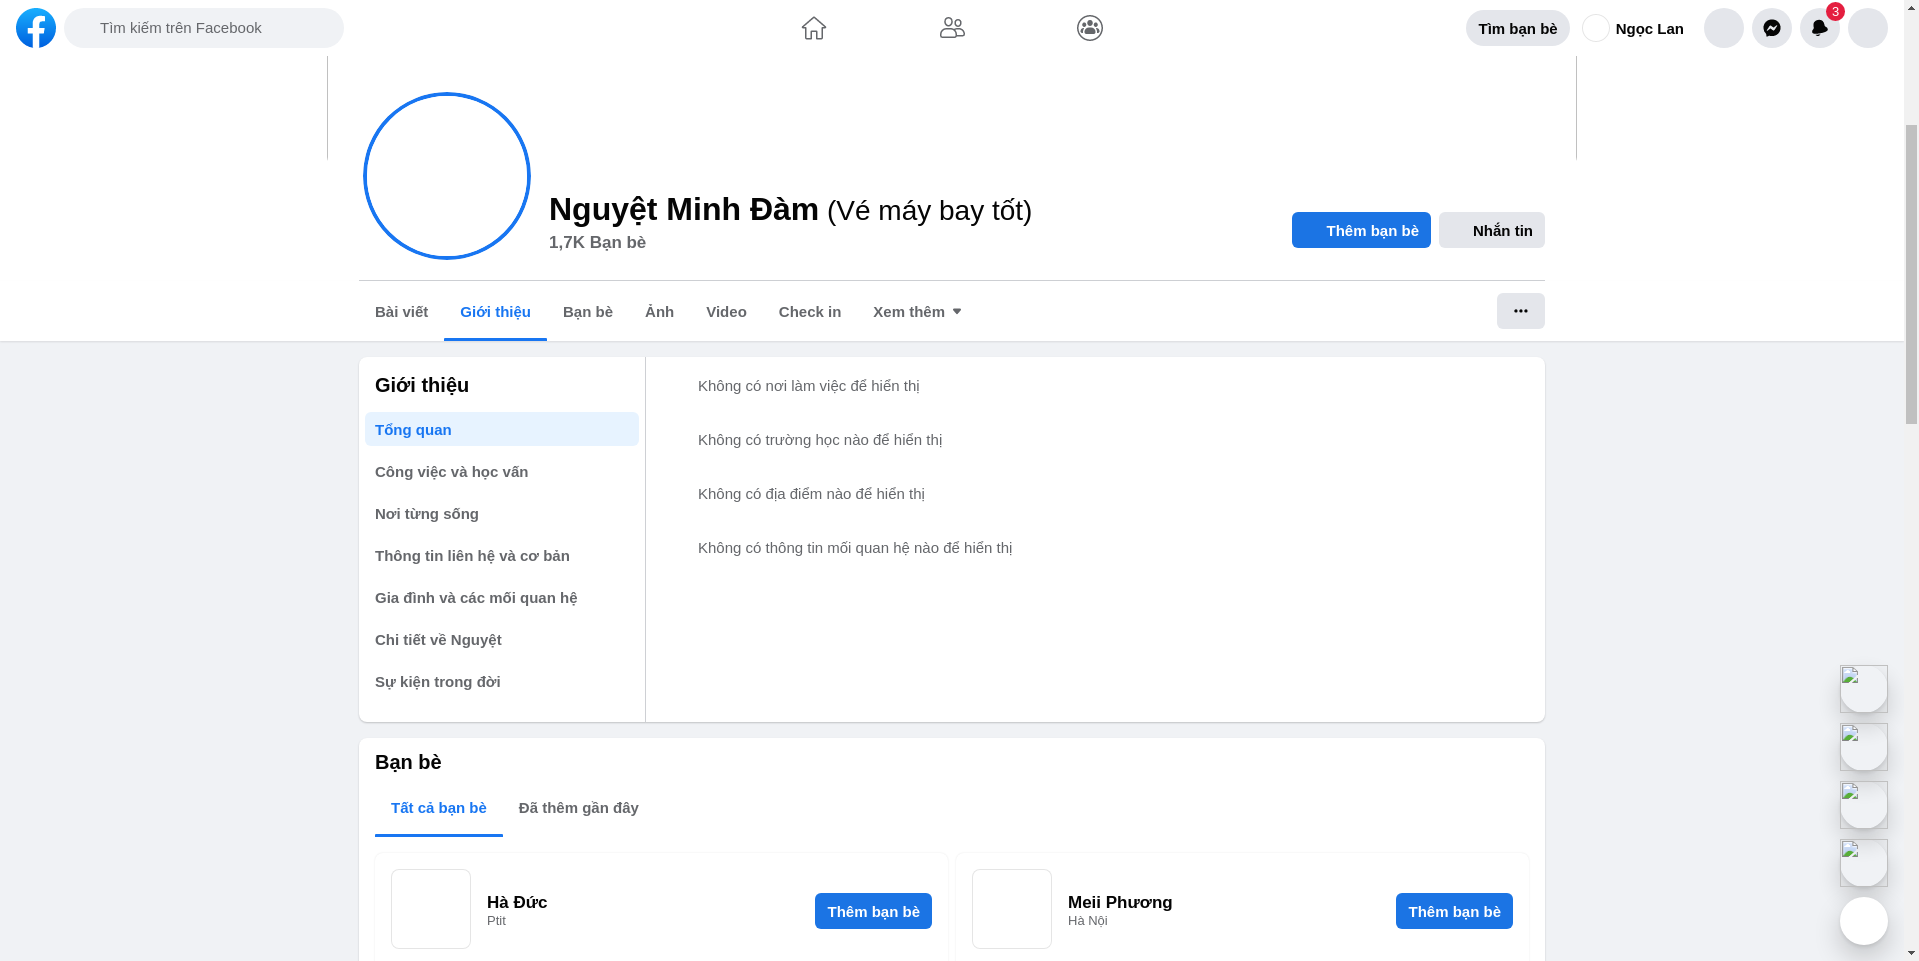 Tìm kiếm trên Facebook
Tìm bạn bè
Ngọc Lan
3
Nguyệt Minh Đàm (Vé máy bay tốt)
1,7K Bạn bè
Thêm bạn bè
Nhắn tin
Bài viết
Giới thiệu
Bạn bè
Ảnh
Video
Check in
Xem thêm
Giới thiệu
Tổng quan
Công việc và học vấn
Nơi từng sống
Thông tin liên hệ và cơ bản
Gia đình và các mối quan hệ
Chi tiết về Nguyệt
Sự kiện trong đời
Không có nơi làm việc để hiển thị
Không có trường học nào để hiển thị
Không có địa điểm nào để hiển thị
Không có thông tin mối quan hệ nào để hiển thị
Bạn bè
Tất cả bạn bè
Đã thêm gần đây
Hà Đức
Ptit
Thêm bạn bè
Meii Phương
Hà Nội
Thêm bạn bè